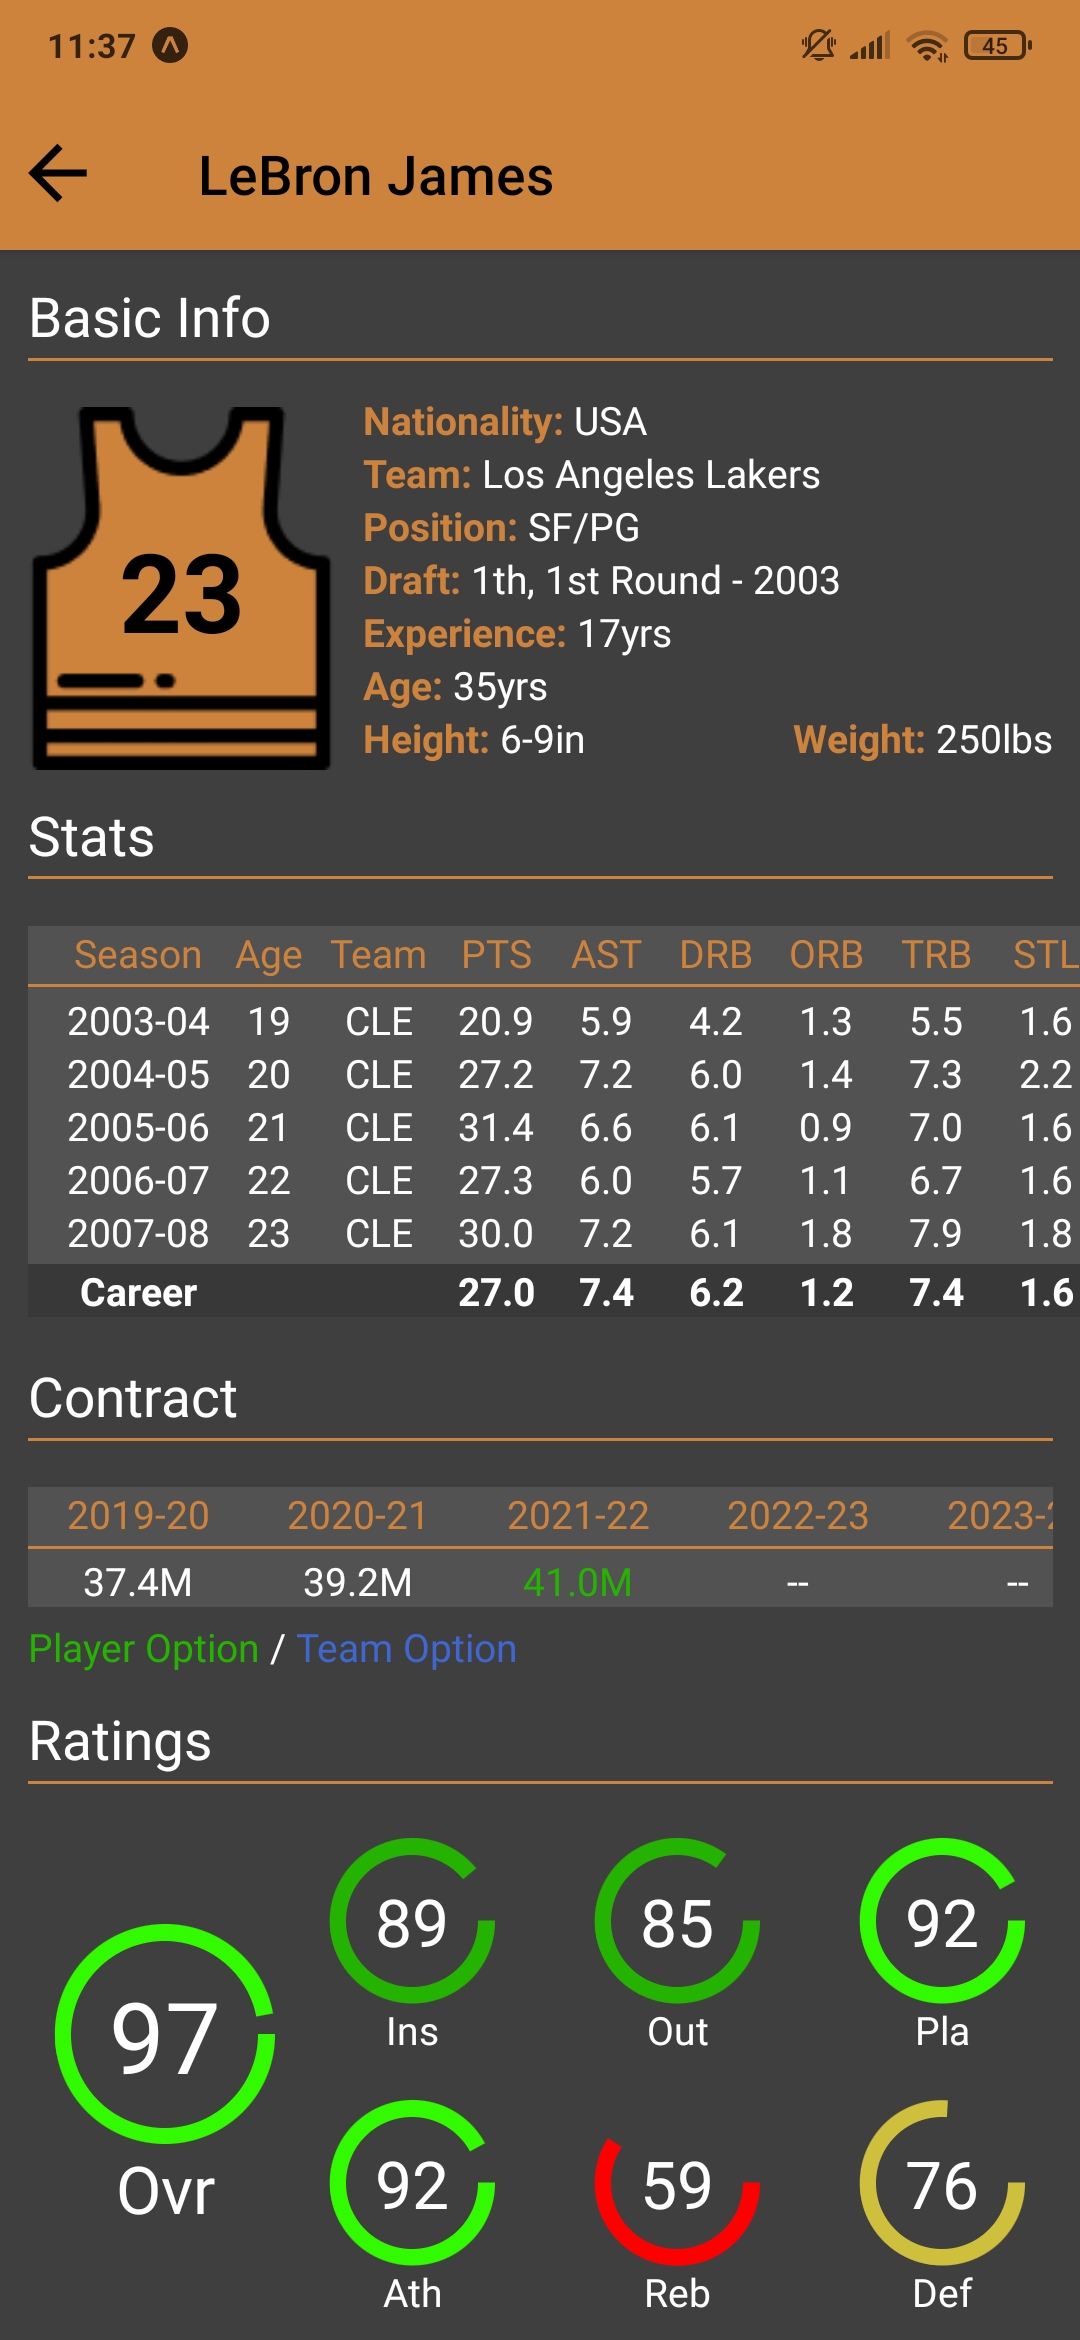 11:37 45
LeBron James
Basic Info
23
Nationality: USA
Team: Los Angeles Lakers
Position: SF/PG
Draft: 1th, 1st Round - 2003
Experience: 17yrs
Age: 35yrs
Height: 6-9in Weight: 250lbs
Stats
Season Age Team PTS AST DRB ORB TRB STL
2003-04 19 CLE 20.9 5.9 4.2 1.3 5.5 1.6
2004-05 20 CLE 27.2 7.2 6.0 1.4 7.3 2.2
2005-06 21 CLE 31.4 6.6 6.1 0.9 7.0 1.6
2006-07 22 CLE 27.3 6.0 5.7 1.1 6.7 1.6
2007-08 23 CLE 30.0 7.2 6.1 1.8 7.9 1.8
Career 27.0 7.4 6.2 1.2 7.4 1.6
Contract
2019-20 2020-21 2021-22 2022-23 2023-
37.4M 39.2M 41.0M -- --
Player Option / Team Option
Ratings
89 85 92
Ins Out Pla
97
Ovr
92 59 76
Ath Reb Def